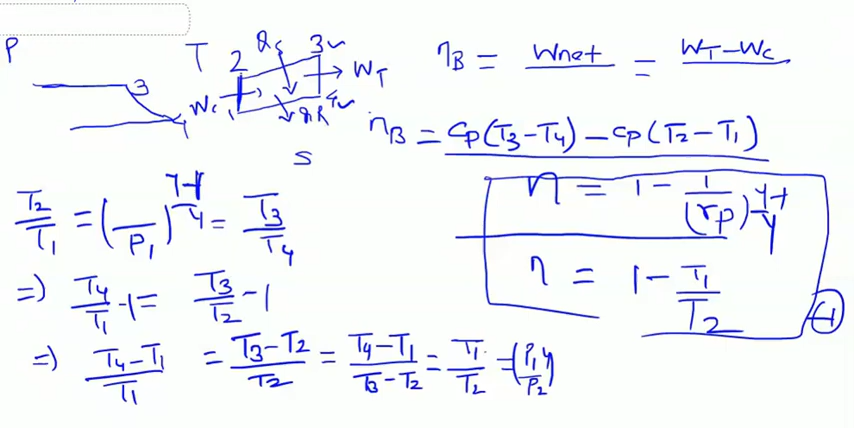 P T 2 Qs 3
3 Wc 1 → WT
4 QR 4
S
ηB = Wnet = WT - Wc
ηB = Cp(T3-T4) - Cp(T2-T1)
η = 1 - 1/(rp)^(γ-1)/γ
η = 1 - T1/T2
T2/T1 = ( /P1)^(γ-1)/γ = T3/T4
=> T4/T1 - 1 = T3/T2 - 1
=> T4-T1/T1 = T3-T2/T2 = T4-T1/T3-T2 = T1/T2 = (P1/P2)